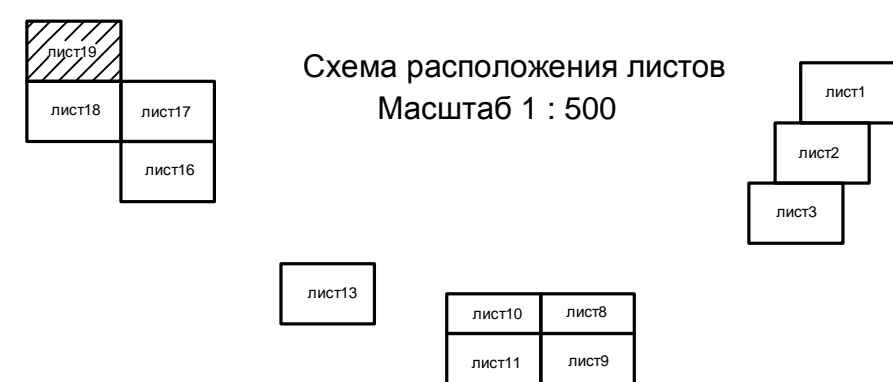 лист19
Схема расположения листов
Масштаб 1 : 500
лист1
лист18
лист17
лист2
лист16
лист3
лист13
лист10
лист8
лист11
лист9